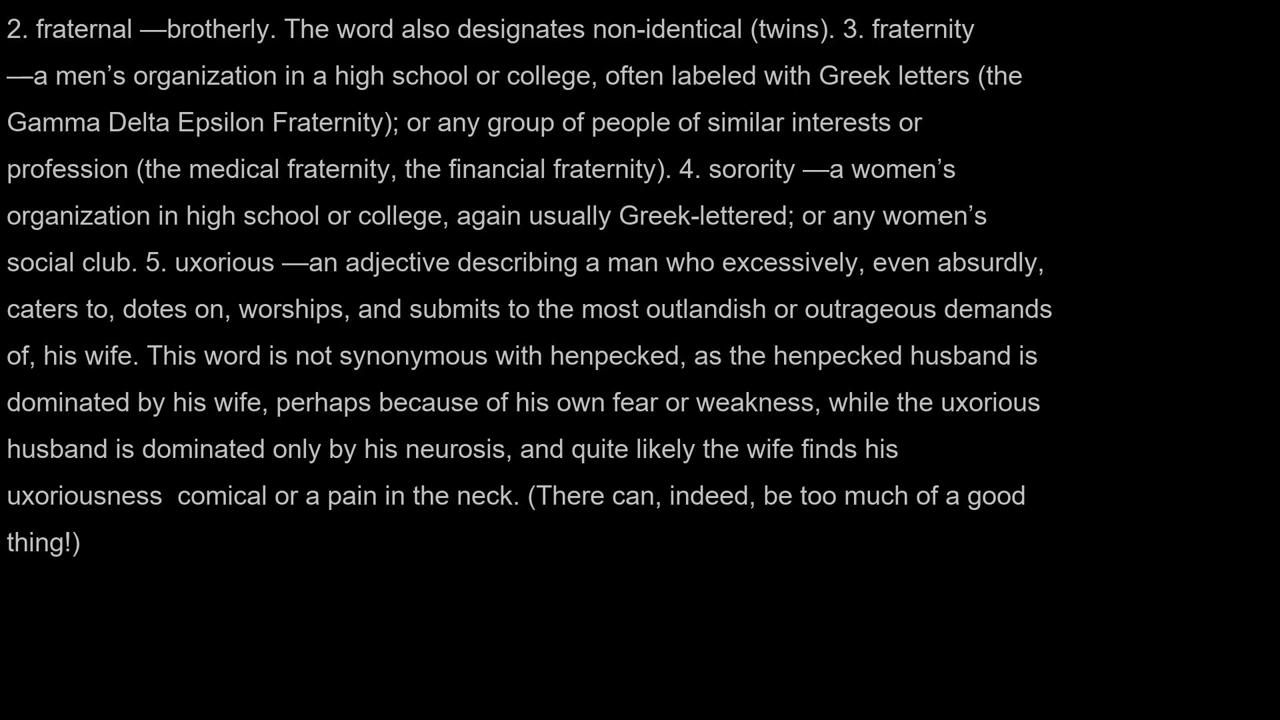 2. fraternal —brotherly. The word also designates non-identical (twins). 3. fraternity
—a men’s organization in a high school or college, often labeled with Greek letters (the
Gamma Delta Epsilon Fraternity); or any group of people of similar interests or
profession (the medical fraternity, the financial fraternity). 4. sorority —a women’s
organization in high school or college, again usually Greek-lettered; or any women’s
social club. 5. uxorious —an adjective describing a man who excessively, even absurdly,
caters to, dotes on, worships, and submits to the most outlandish or outrageous demands
of, his wife. This word is not synonymous with henpecked, as the henpecked husband is
dominated by his wife, perhaps because of his own fear or weakness, while the uxorious
husband is dominated only by his neurosis, and quite likely the wife finds his
uxoriousness  comical or a pain in the neck. (There can, indeed, be too much of a good
thing!)